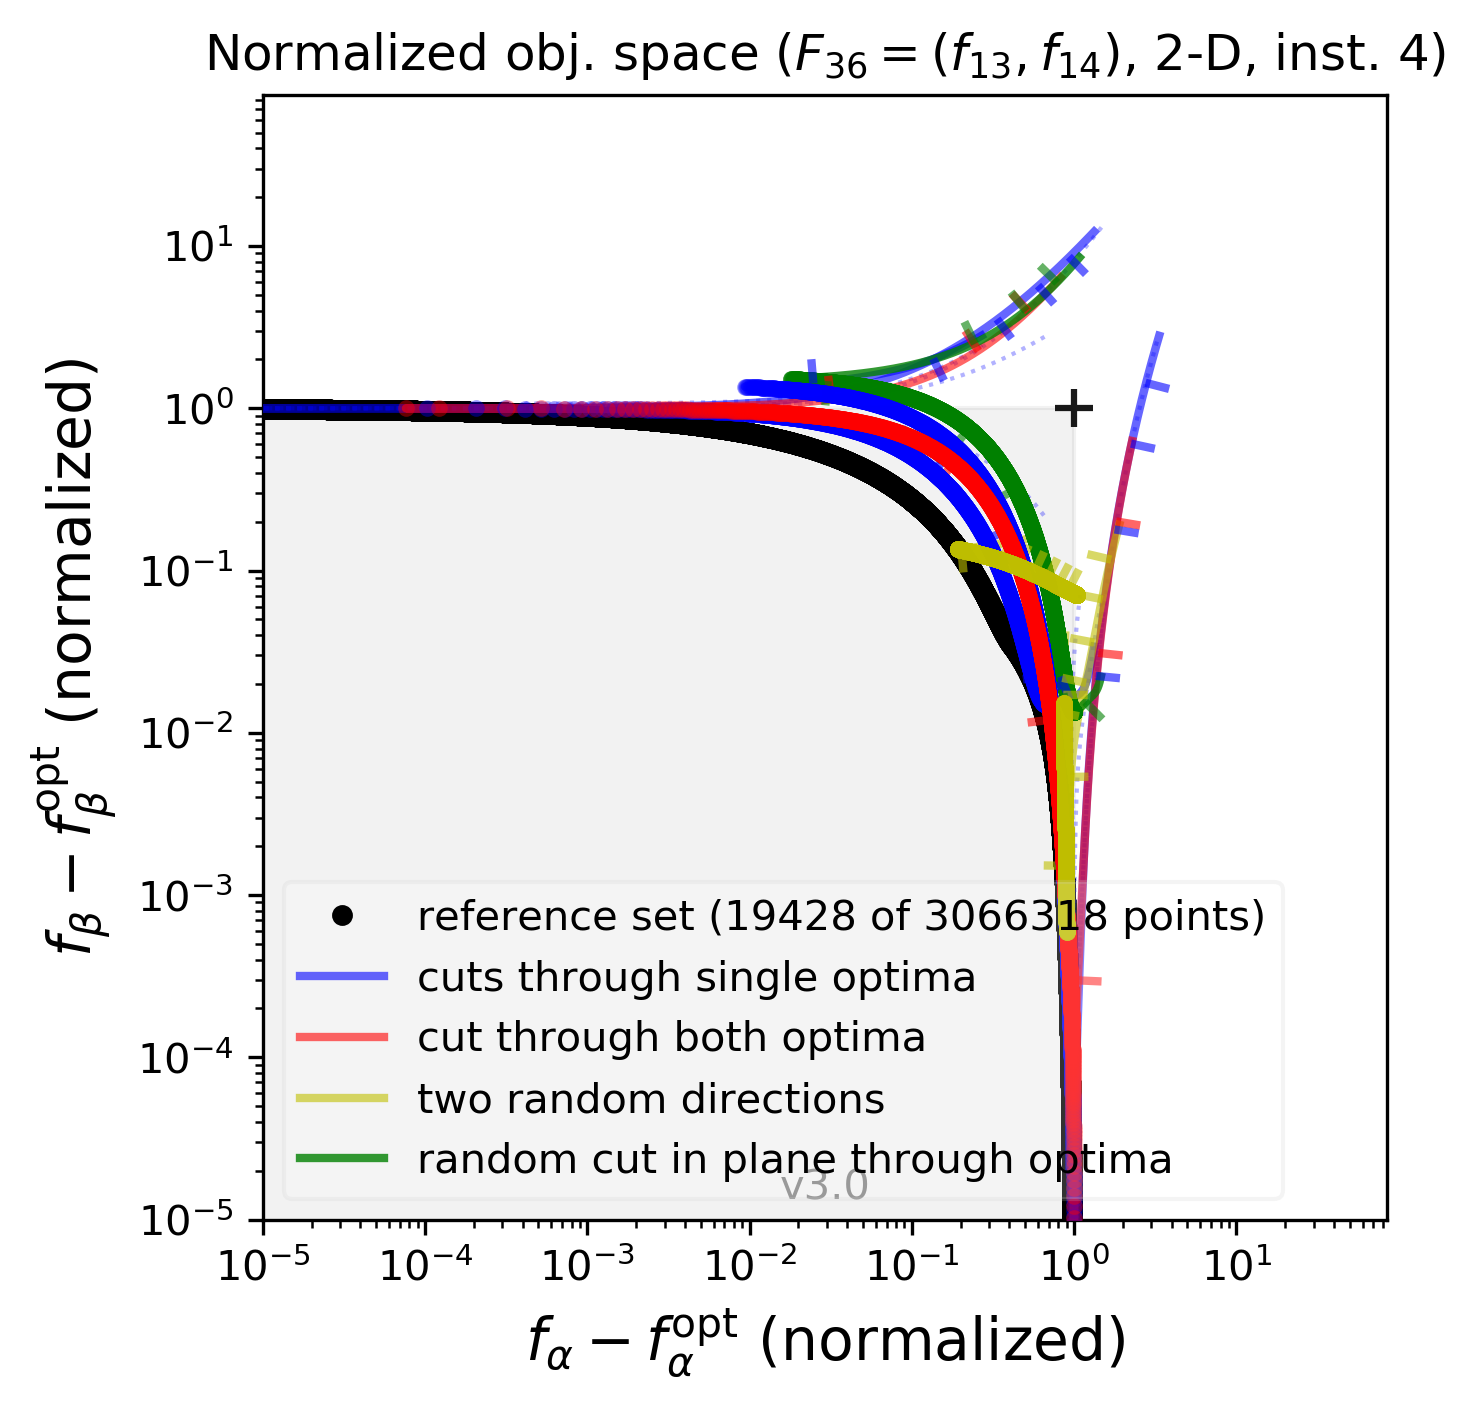 Normalized obj. space (F₃₆ = (f₁₃, f₁₄), 2-D, inst. 4)
10¹
10⁰
10⁻¹
10⁻²
10⁻³
10⁻⁴
10⁻⁵
f_β − f_β^opt (normalized)
reference set (19428 of 3066318 points)
cuts through single optima
cut through both optima
two random directions
random cut in plane through optima
v3.0
10⁻⁵ 10⁻⁴ 10⁻³ 10⁻² 10⁻¹ 10⁰ 10¹
f_α − f_α^opt (normalized)